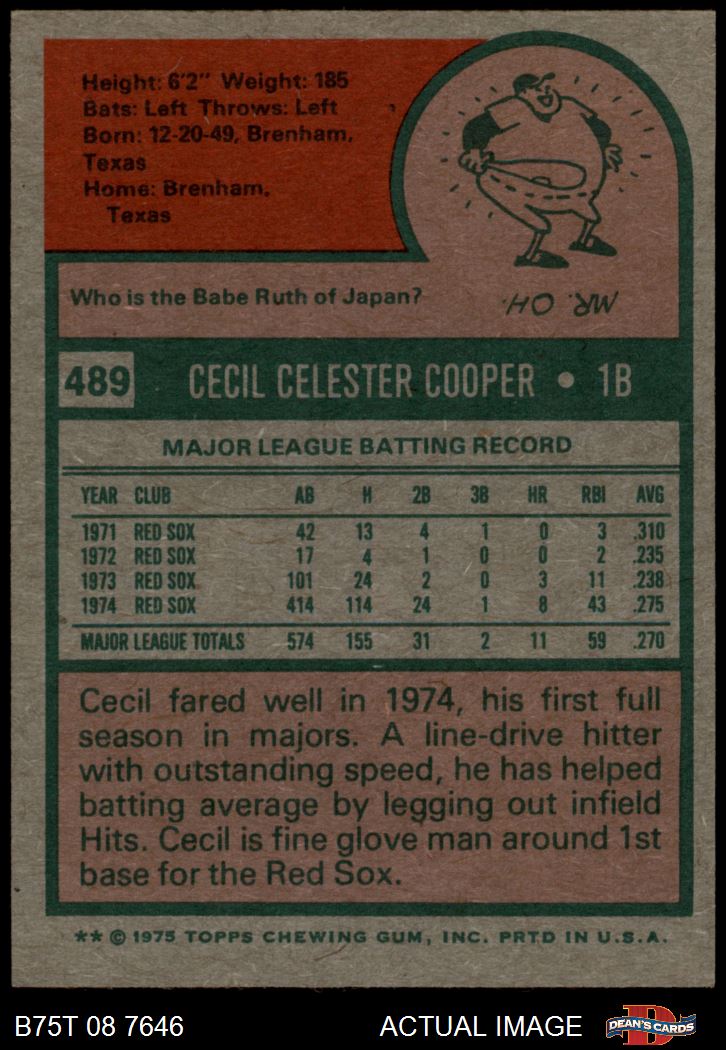 Height: 6'2" Weight: 185
Bats: Left Throws: Left
Born: 12-20-49, Brenham,
Texas
Home: Brenham,
Texas
Who is the Babe Ruth of Japan?
MR. OH.
489 CECIL CELESTER COOPER • 1B
MAJOR LEAGUE BATTING RECORD
YEAR CLUB AB H 2B 3B HR RBI AVG
1971 RED SOX 42 13 4 1 0 3 .310
1972 RED SOX 17 4 1 0 0 2 .235
1973 RED SOX 101 24 2 0 3 11 .238
1974 RED SOX 414 114 24 1 8 43 .275
MAJOR LEAGUE TOTALS 574 155 31 2 11 59 .270
Cecil fared well in 1974, his first full
season in majors. A line-drive hitter
with outstanding speed, he has helped
batting average by legging out infield
Hits. Cecil is fine glove man around 1st
base for the Red Sox.
** © 1975 TOPPS CHEWING GUM, INC. PRTD IN U.S.A.
B75T 08 7646 ACTUAL IMAGE D DEAN'S CARDS